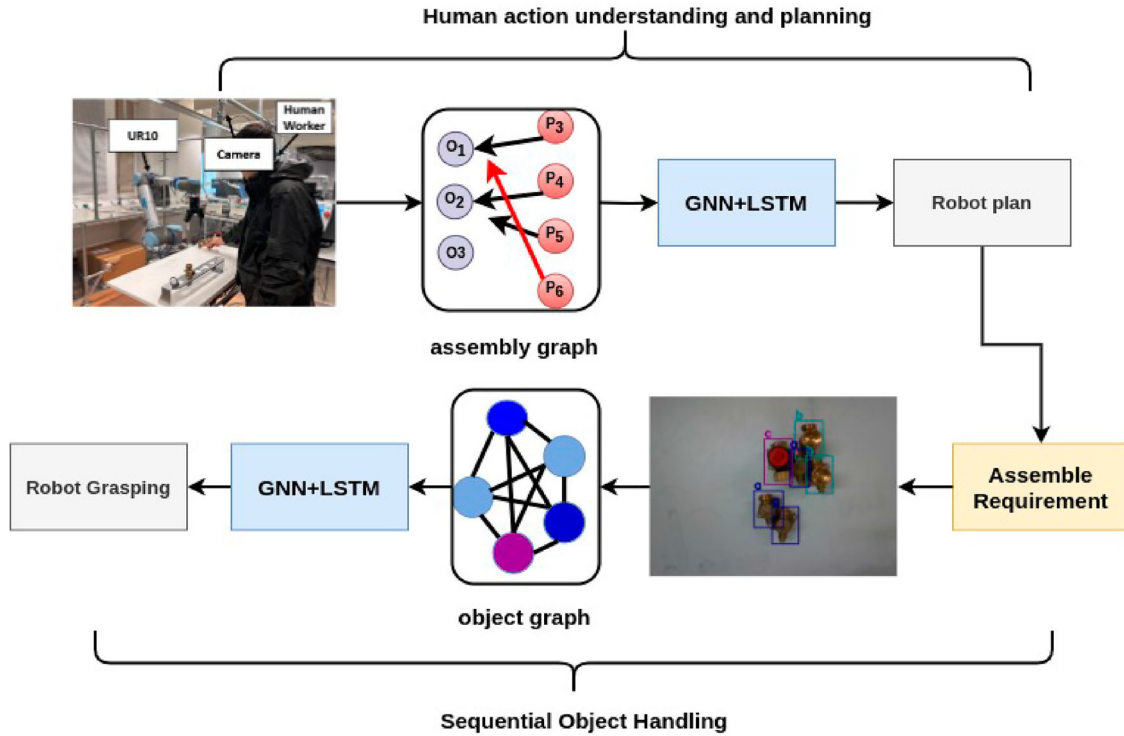 Human action understanding and planning
UR10
Camera
Human
Worker
O1
O2
O3
P3
P4
P5
P6
GNN+LSTM
Robot plan
assembly graph
Robot Grasping
GNN+LSTM
c
b
a
Assemble
Requirement
object graph
Sequential Object Handling